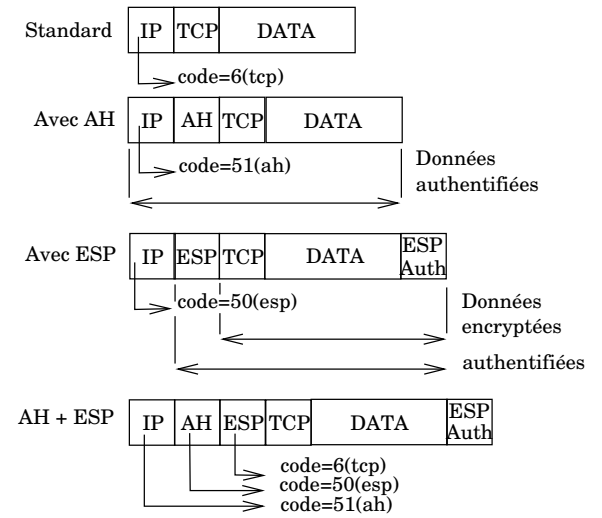 Standard IP TCP DATA
code=6(tcp)
Avec AH IP AH TCP DATA
code=51(ah)
Données
authentifiées
Avec ESP IP ESP TCP DATA ESP
Auth
code=50(esp)
Données
encryptées
authentifiées
AH + ESP IP AH ESP TCP DATA ESP
Auth
code=6(tcp)
code=50(esp)
code=51(ah)